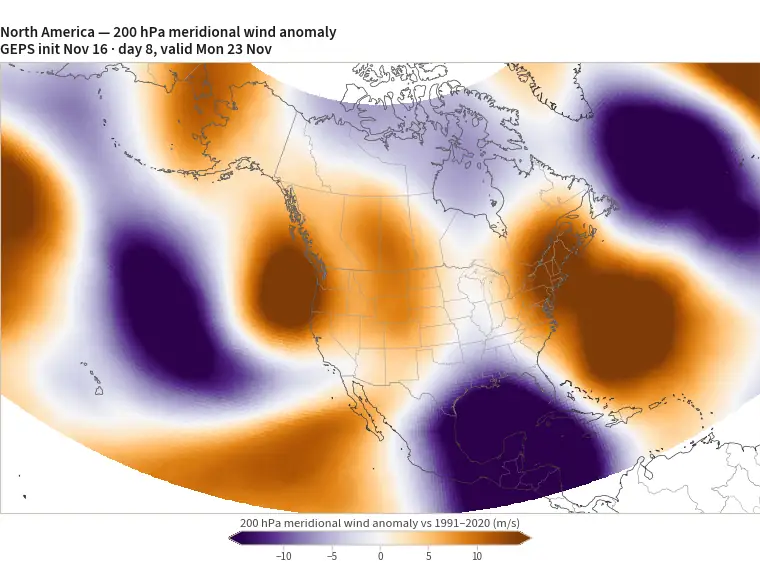 North America — 200 hPa meridional wind anomaly
GEPS init Nov 16 · day 8, valid Mon 23 Nov
200 hPa meridional wind anomaly vs 1991–2020 (m/s)
−10 −5 0 5 10